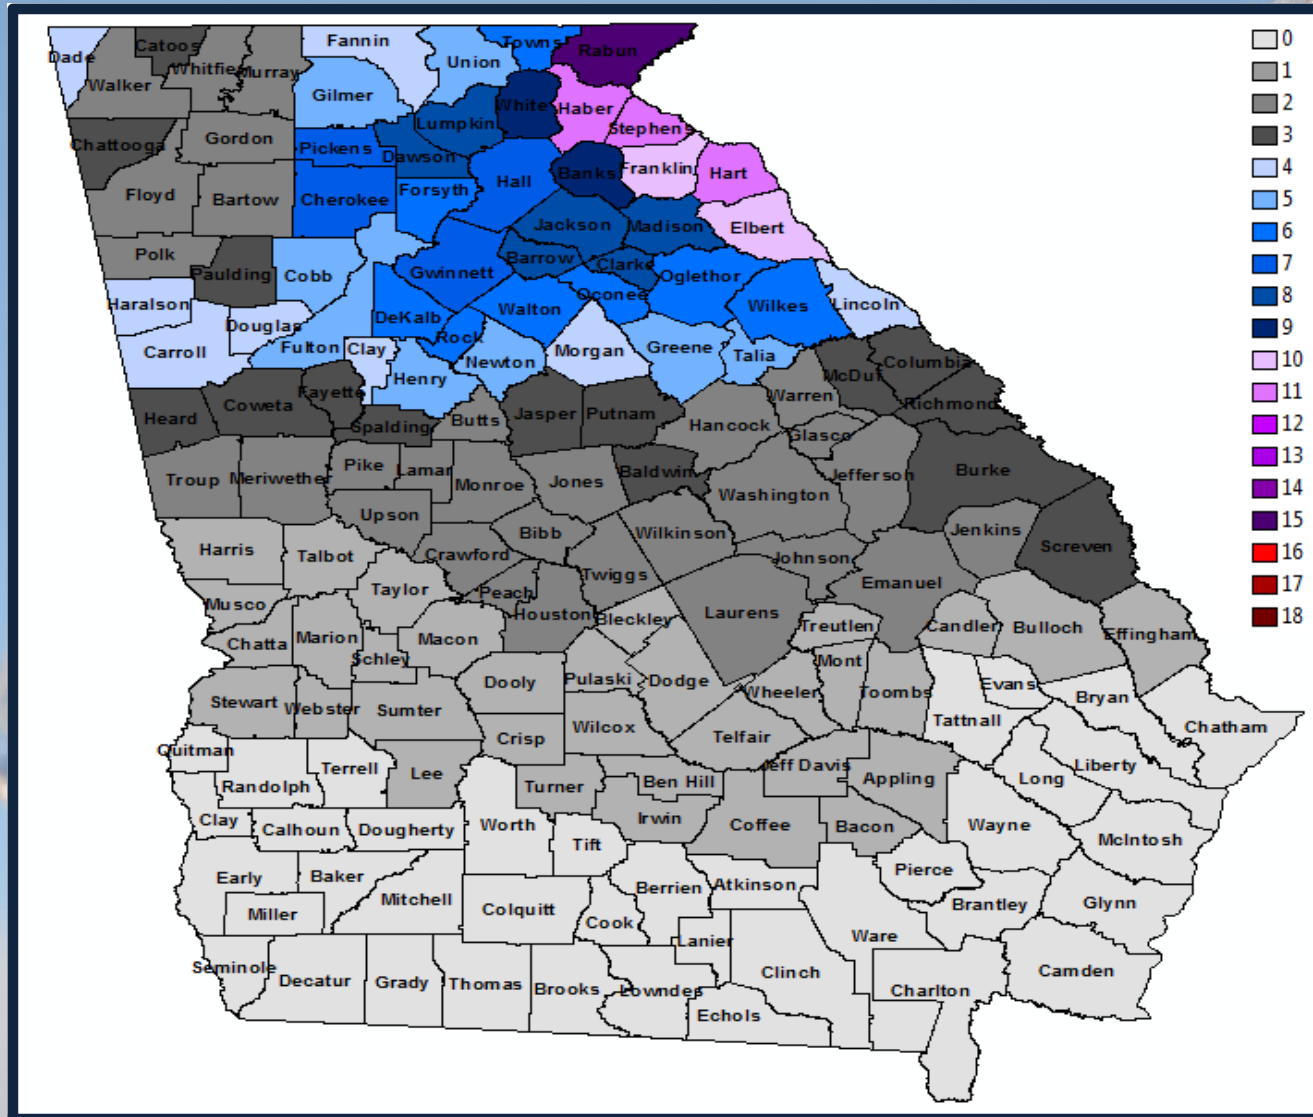 Dade
Catoos
Walker
Whitfie
Murray
Fannin
Union
Towns
Rabun
Gilmer
White
Haber
Lumpkin
Stephens
Chattooga
Gordon
Pickens
Dawson
Hall
Banks
Franklin
Hart
Floyd
Bartow
Cherokee
Forsyth
Jackson
Madison
Elbert
Polk
Paulding
Cobb
Gwinnett
Barrow
Clarke
Oglethor
Haralson
Douglas
DeKalb
Walton
Oconee
Wilkes
Lincoln
Carroll
Fulton
Clay
Rock
Newton
Morgan
Greene
Talia
Henry
Columbia
McDuf
Heard
Coweta
Fayette
Spalding
Butts
Jasper
Putnam
Hancock
Warren
Richmond
Glasco
Troup
Meriwether
Pike
Lamar
Monroe
Jones
Baldwin
Washington
Jefferson
Burke
Upson
Harris
Talbot
Crawford
Bibb
Wilkinson
Johnson
Jenkins
Screven
Taylor
Peach
Twiggs
Emanuel
Musco
Houston
Bleckley
Laurens
Treutlen
Candler
Bulloch
Effingham
Chatta
Marion
Macon
Schley
Mont
Stewart
Webster
Sumter
Dooly
Pulaski
Dodge
Wheeler
Toombs
Tattnall
Evans
Bryan
Chatham
Quitman
Crisp
Wilcox
Telfair
Randolph
Terrell
Lee
Turner
Ben Hill
Jeff Davis
Appling
Long
Liberty
Clay
Calhoun
Dougherty
Worth
Tift
Irwin
Coffee
Bacon
Wayne
McIntosh
Early
Baker
Mitchell
Berrien
Atkinson
Pierce
Brantley
Glynn
Miller
Colquitt
Cook
Lanier
Ware
Seminole
Decatur
Grady
Thomas
Brooks
Lowndes
Clinch
Charlton
Camden
Echols
0
1
2
3
4
5
6
7
8
9
10
11
12
13
14
15
16
17
18